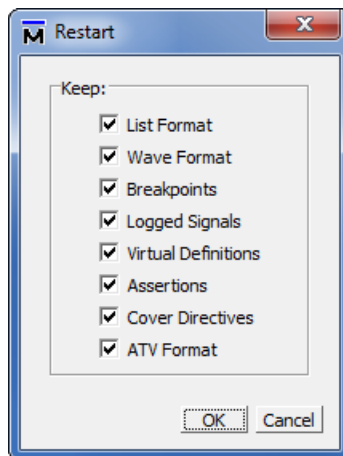 Restart
Keep:
List Format
Wave Format
Breakpoints
Logged Signals
Virtual Definitions
Assertions
Cover Directives
ATV Format
OK Cancel